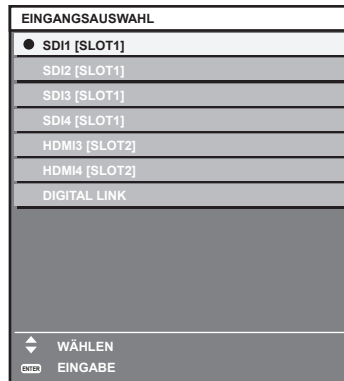 EINGANGSAUSWAHL
SDI1 [SLOT1]
SDI2 [SLOT1]
SDI3 [SLOT1]
SDI4 [SLOT1]
HDMI3 [SLOT2]
HDMI4 [SLOT2]
DIGITAL LINK
WÄHLEN
ENTER EINGABE